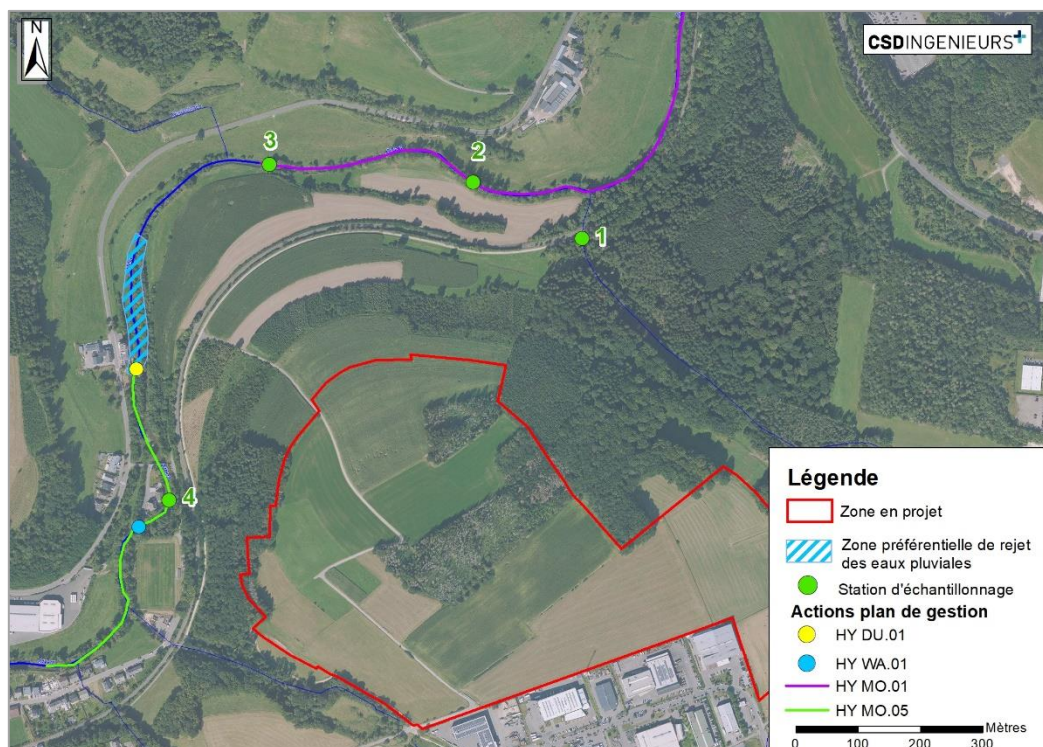 N
CSDINGENIEURS+
3
2
1
4
Légende
Zone en projet
Zone préférentielle de rejet
des eaux pluviales
Station d'échantillonnage
Actions plan de gestion
HY DU.01
HY WA.01
HY MO.01
HY MO.05
Mètres
0 100 200 300